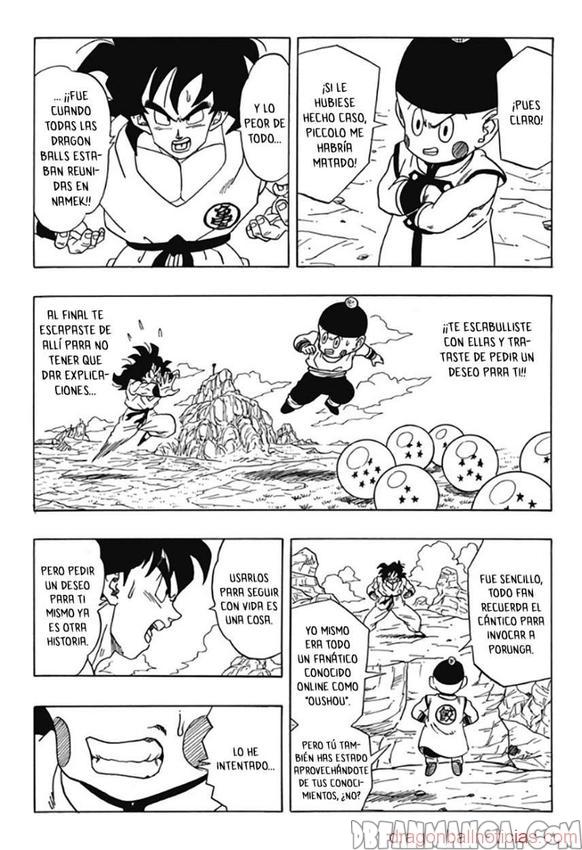 ¡PUES
CLARO!
¡SI LE
HUBIESE
HECHO CASO,
PICCOLO ME
HABRÍA
MATADO!
Y LO
PEOR DE
TODO...
... ¡¡FUE
CUANDO
TODAS LAS
DRAGON
BALLS ESTA-
BAN REUNI-
DAS EN
NAMEK!!
¡¡TE ESCABULLISTE
CON ELLAS Y TRA-
TASTE DE PEDIR UN
DESEO PARA TI!!
AL FINAL TE
ESCAPASTE DE
ALLÍ PARA NO
TENER QUE
DAR EXPLICA-
CIONES...
FUE SENCILLO,
TODO FAN
RECUERDA EL
CÁNTICO PARA
INVOCAR A
PORUNGA.
YO MISMO
ERA TODO
UN FANÁTICO
CONOCIDO
ONLINE COMO
"OUSHOU".
PERO TÚ TAM-
BIÉN HAS ESTADO
APROVECHÁNDOTE
DE TUS CONOCI-
MIENTOS, ¿NO?
USARLOS
PARA SEGUIR
CON VIDA ES
UNA COSA.
PERO PEDIR
UN DESEO
PARA TI
MISMO YA
ES OTRA
HISTORIA.
LO HE
INTENTADO...
DBFANMANGA.COM
dragonballnoticias.com